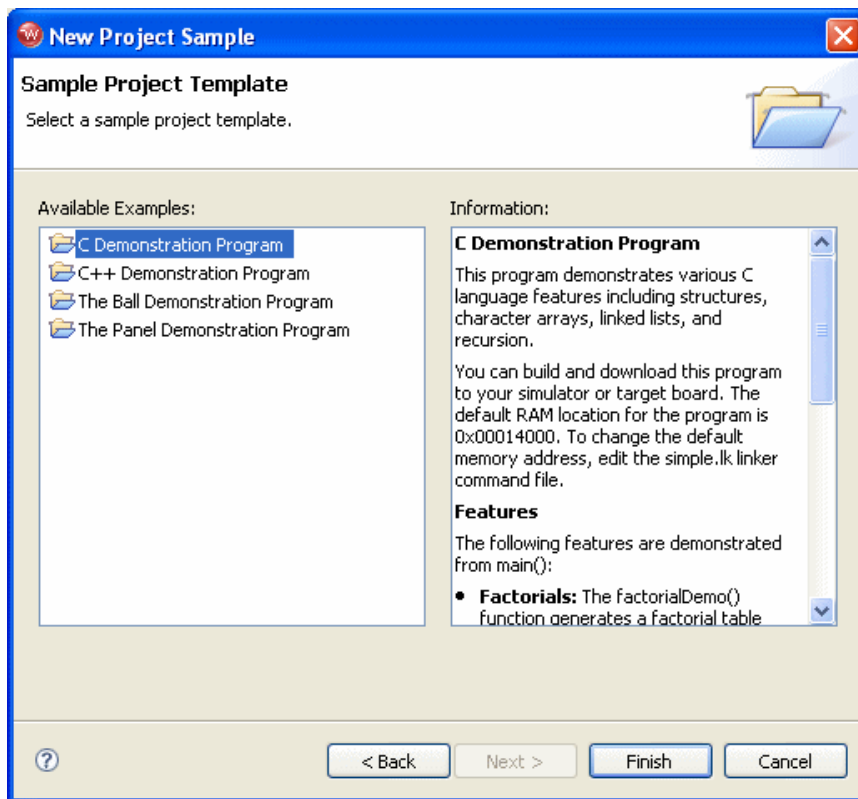 New Project Sample
Sample Project Template
Select a sample project template.
Available Examples:
C Demonstration Program
C++ Demonstration Program
The Ball Demonstration Program
The Panel Demonstration Program
Information:
C Demonstration Program
This program demonstrates various C
language features including structures,
character arrays, linked lists, and
recursion.
You can build and download this program
to your simulator or target board. The
default RAM location for the program is
0x00014000. To change the default
memory address, edit the simple.lk linker
command file.
Features
The following features are demonstrated
from main():
• Factorials: The factorialDemo()
function generates a factorial table
< Back
Next >
Finish
Cancel